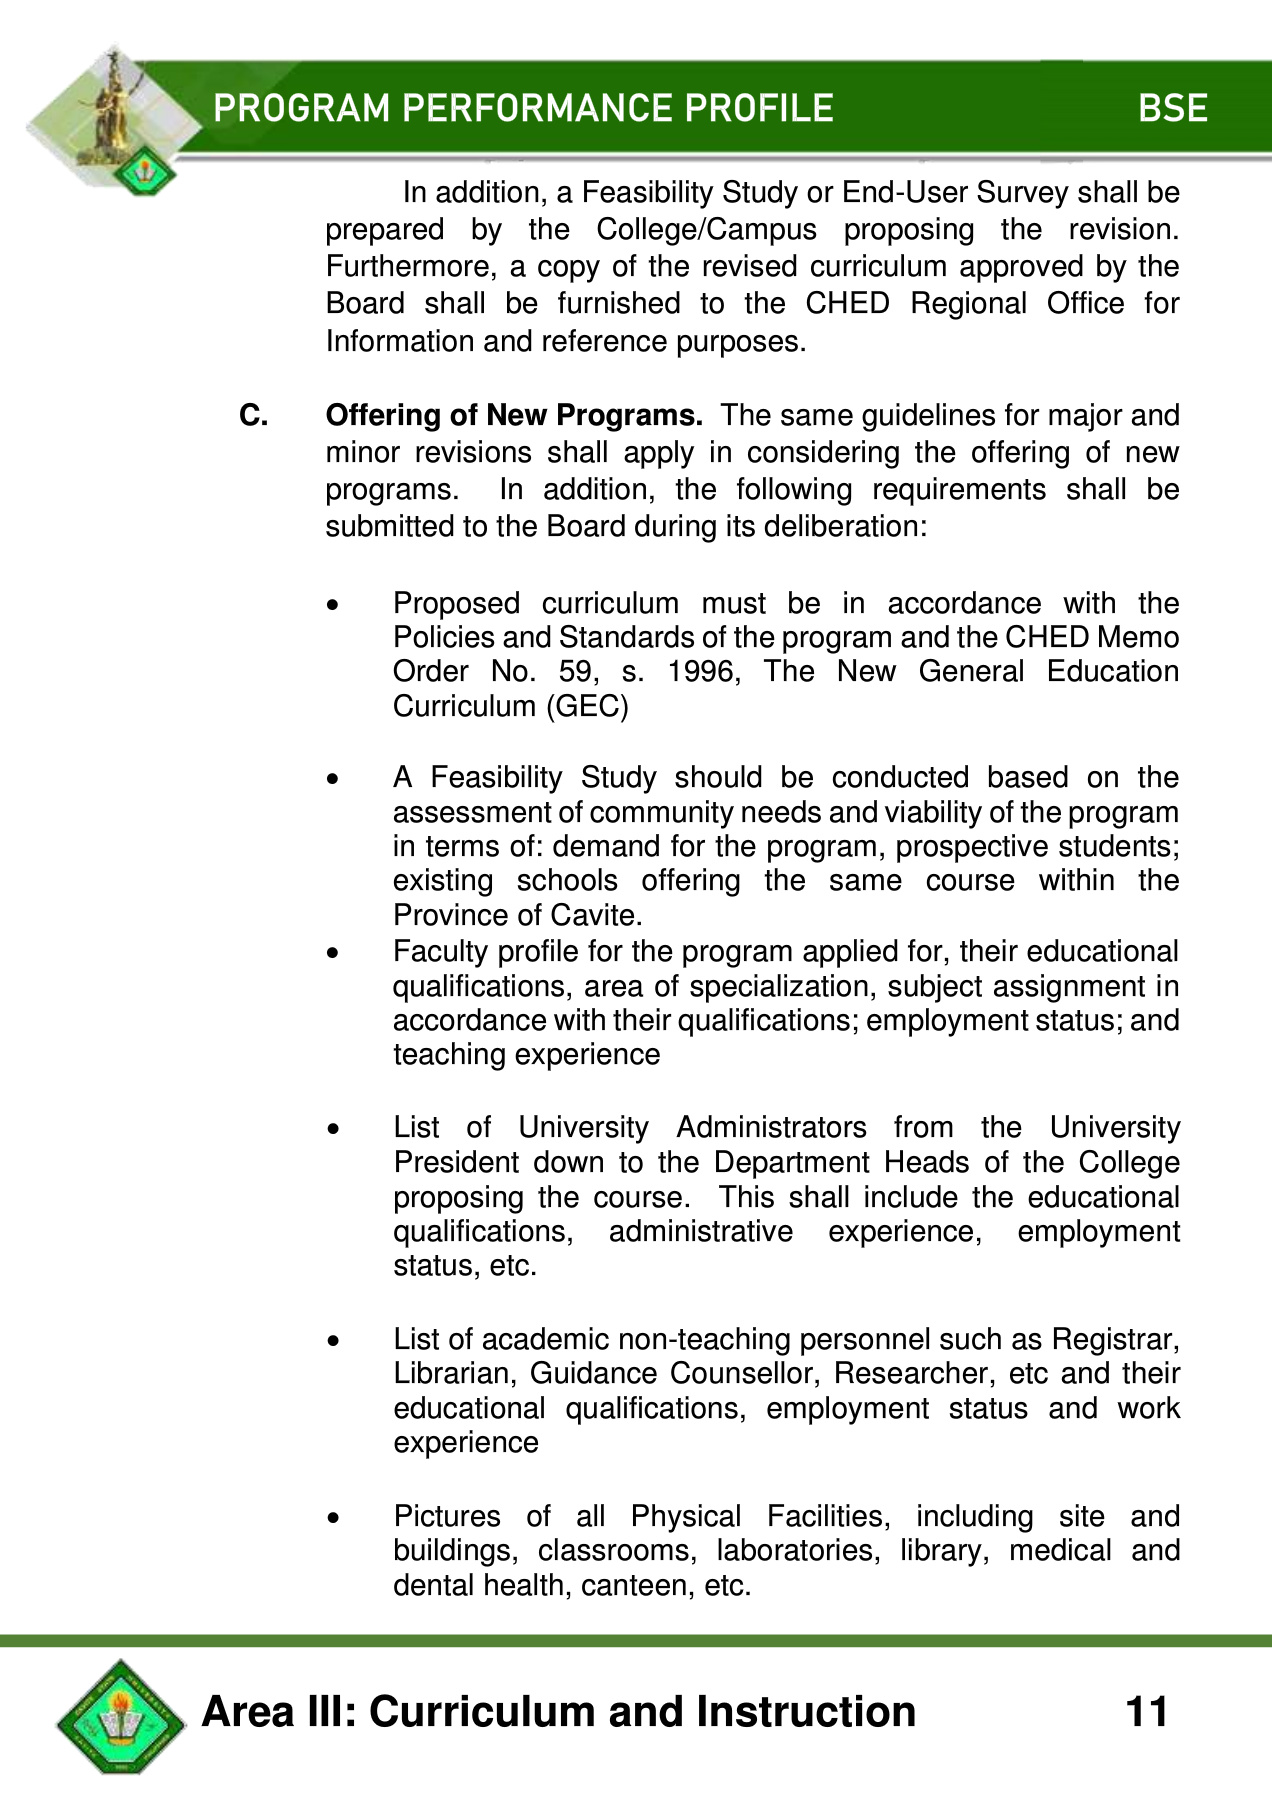 PROGRAM PERFORMANCE PROFILE BSE
In addition, a Feasibility Study or End-User Survey shall be
prepared by the College/Campus proposing the revision.
Furthermore, a copy of the revised curriculum approved by the
Board shall be furnished to the CHED Regional Office for
Information and reference purposes.
C. Offering of New Programs. The same guidelines for major and
minor revisions shall apply in considering the offering of new
programs. In addition, the following requirements shall be
submitted to the Board during its deliberation:
• Proposed curriculum must be in accordance with the
Policies and Standards of the program and the CHED Memo
Order No. 59, s. 1996, The New General Education
Curriculum (GEC)
• A Feasibility Study should be conducted based on the
assessment of community needs and viability of the program
in terms of: demand for the program, prospective students;
existing schools offering the same course within the
Province of Cavite.
• Faculty profile for the program applied for, their educational
qualifications, area of specialization, subject assignment in
accordance with their qualifications; employment status; and
teaching experience
• List of University Administrators from the University
President down to the Department Heads of the College
proposing the course. This shall include the educational
qualifications, administrative experience, employment
status, etc.
• List of academic non-teaching personnel such as Registrar,
Librarian, Guidance Counsellor, Researcher, etc and their
educational qualifications, employment status and work
experience
• Pictures of all Physical Facilities, including site and
buildings, classrooms, laboratories, library, medical and
dental health, canteen, etc.
Area III: Curriculum and Instruction 11